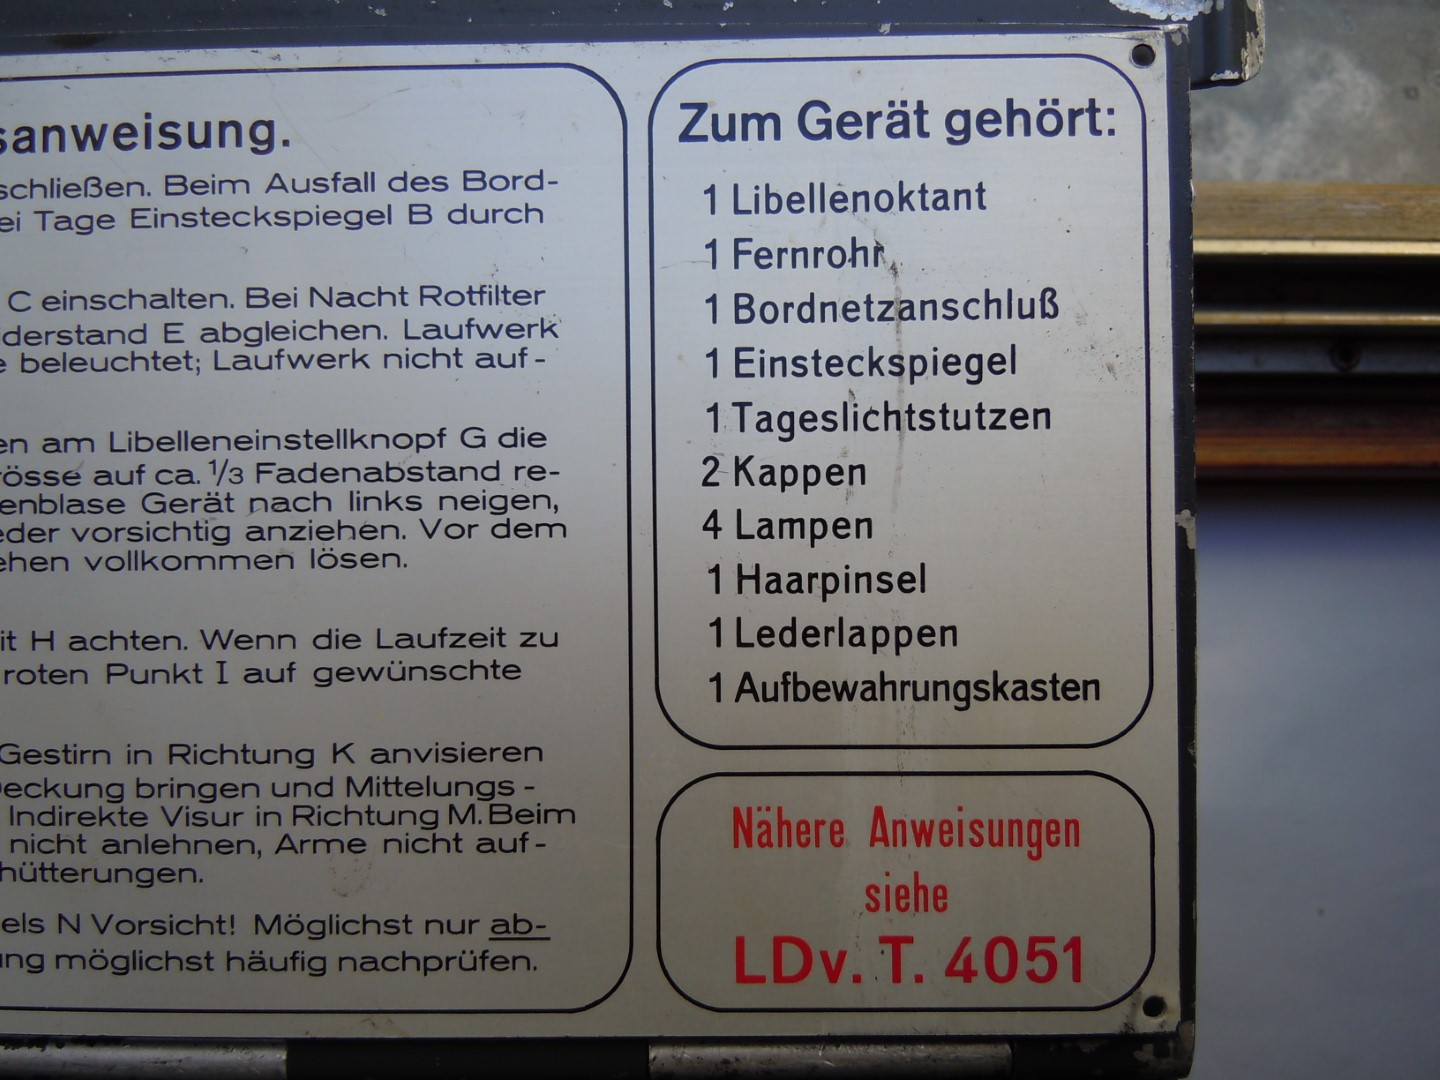 sanweisung.
schließen. Beim Ausfall des Bord-
ei Tage Einsteckspiegel B durch
C einschalten. Bei Nacht Rotfilter
derstand E abgleichen. Laufwerk
e beleuchtet; Laufwerk nicht auf-
en am Libelleneinstellknopf G die
rösse auf ca. 1/3 Fadenabstand re-
enblase Gerät nach links neigen,
eder vorsichtig anziehen. Vor dem
ehen vollkommen lösen.
it H achten. Wenn die Laufzeit zu
roten Punkt I auf gewünschte
Gestirn in Richtung K anvisieren
eckung bringen und Mittelungs-
Indirekte Visur in Richtung M. Beim
nicht anlehnen, Arme nicht auf-
hütterungen.
els N Vorsicht! Möglichst nur ab-
ung möglichst häufig nachprüfen.
Zum Gerät gehört:
1 Libellenoktant
1 Fernrohr
1 Bordnetzanschluß
1 Einsteckspiegel
1 Tageslichtstutzen
2 Kappen
4 Lampen
1 Haarpinsel
1 Lederlappen
1 Aufbewahrungskasten
Nähere Anweisungen
siehe
LDv. T. 4051